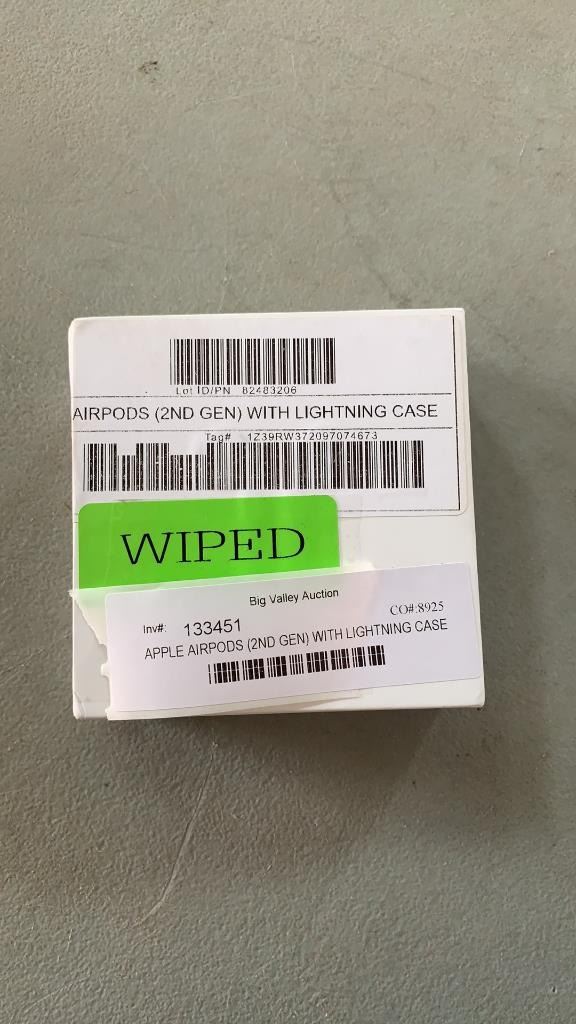 Lot ID/PN 82483206
AIRPODS (2ND GEN) WITH LIGHTNING CASE
Tag# 1Z39RW372097074673
WIPED
Big Valley Auction
CO#:8925
Inv#: 133451
APPLE AIRPODS (2ND GEN) WITH LIGHTNING CASE